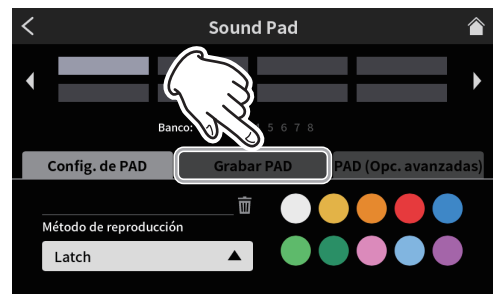 Sound Pad
Banco: 5 6 7 8
Config. de PAD Grabar PAD PAD (Opc. avanzadas)
Método de reproducción
Latch